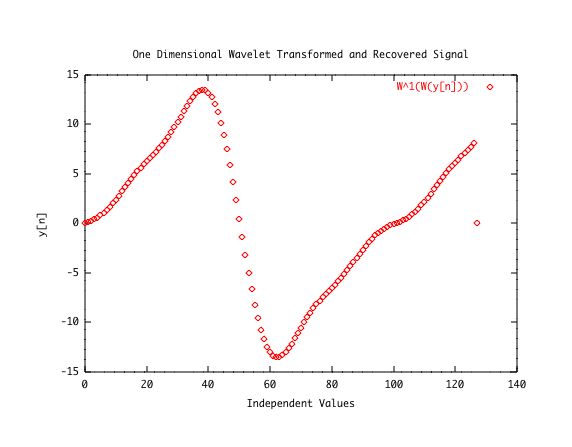 One Dimensional Wavelet Transformed and Recovered Signal
W^1(W(y[n]))
15
10
5
0
-5
-10
-15
y[n]
0 20 40 60 80 100 120 140
Independent Values